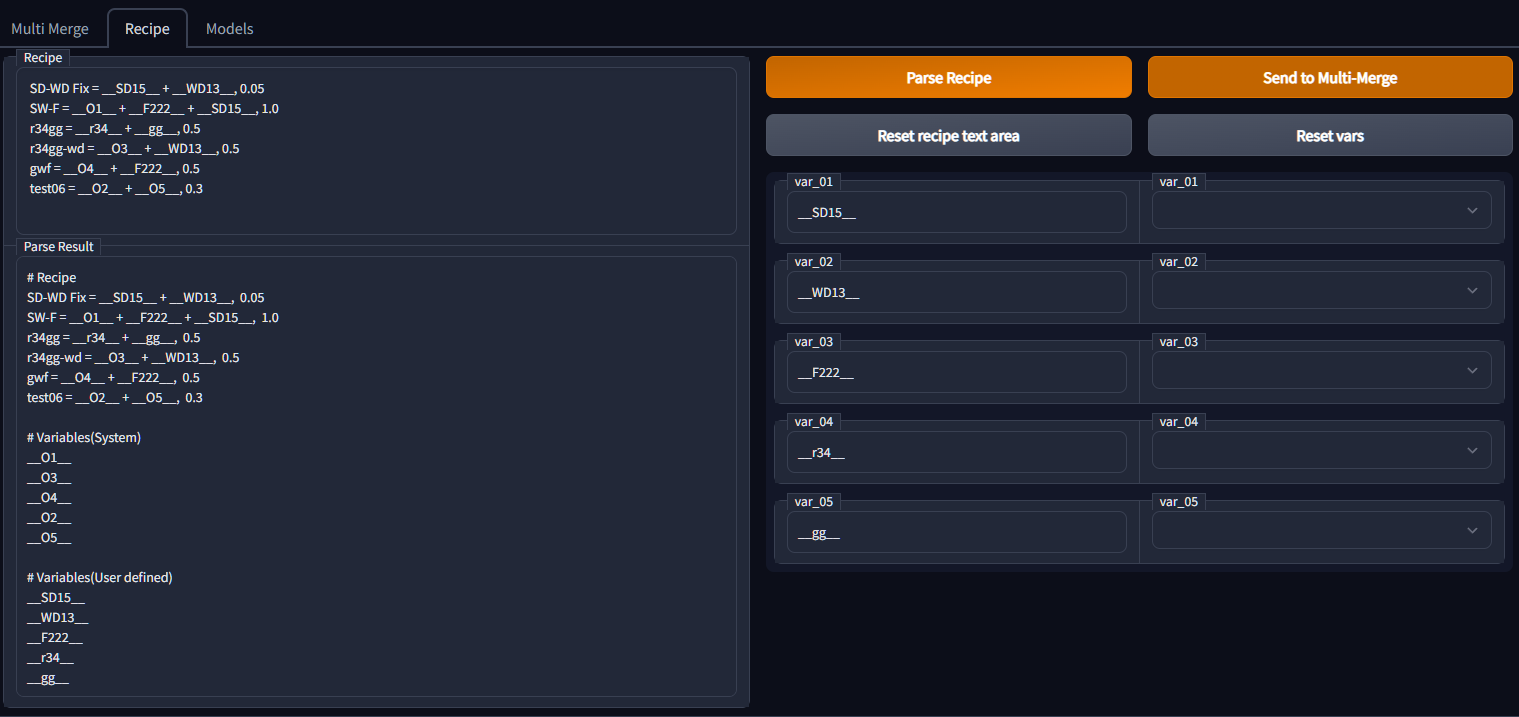 Multi Merge
Recipe
Models
Recipe
SD-WD Fix = __SD15__ + __WD13__, 0.05
SW-F = __O1__ + __F222__ + __SD15__, 1.0
r34gg = __r34__ + __gg__, 0.5
r34gg-wd = __O3__ + __WD13__, 0.5
gwf = __O4__ + __F222__, 0.5
test06 = __O2__ + __O5__, 0.3
Parse Result
# Recipe
SD-WD Fix = __SD15__ + __WD13__,  0.05
SW-F = __O1__ + __F222__ + __SD15__,  1.0
r34gg = __r34__ + __gg__,  0.5
r34gg-wd = __O3__ + __WD13__,  0.5
gwf = __O4__ + __F222__,  0.5
test06 = __O2__ + __O5__,  0.3
# Variables(System)
__O1__
__O3__
__O4__
__O2__
__O5__
# Variables(User defined)
__SD15__
__WD13__
__F222__
__r34__
__gg__
Parse Recipe
Send to Multi-Merge
Reset recipe text area
Reset vars
var_01
__SD15__
var_01
var_02
__WD13__
var_02
var_03
__F222__
var_03
var_04
__r34__
var_04
var_05
__gg__
var_05